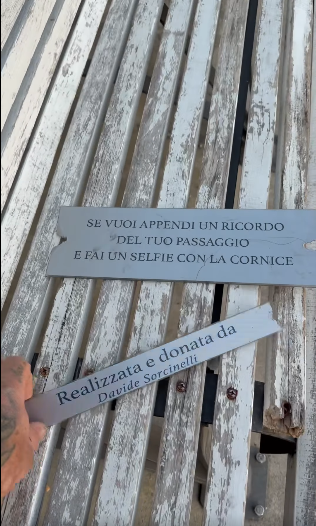 SE VUOI APPENDI UN RICORDO
DEL TUO PASSAGGIO
E FAI UN SELFIE CON LA CORNICE
Realizzata e donata da
Davide Sorcinelli